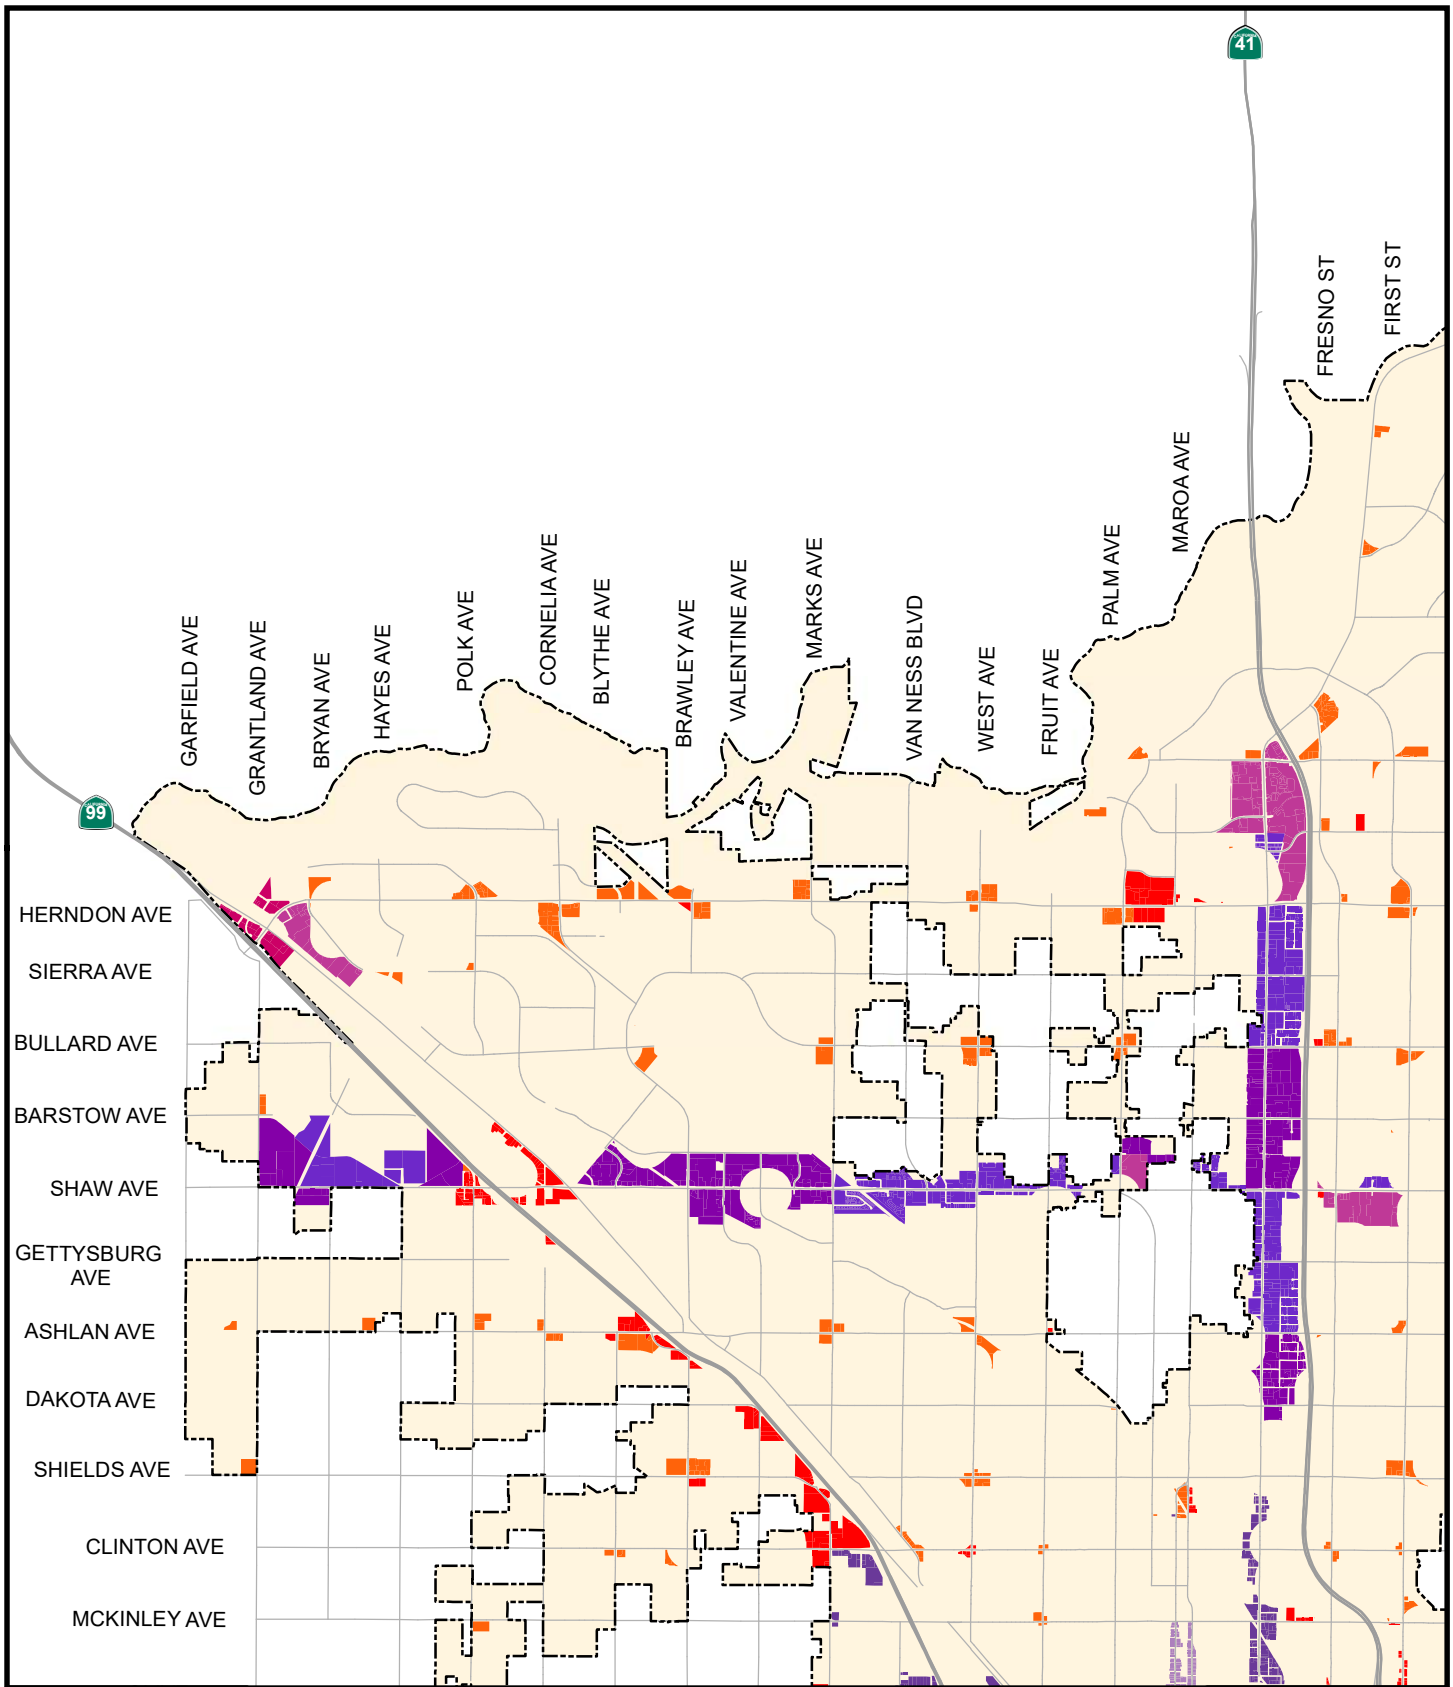 CALIFORNIA
41
FIRST ST
FRESNO ST
MAROA AVE
PALM AVE
CORNELIA AVE
MARKS AVE
VALENTINE AVE
BLYTHE AVE
POLK AVE
VAN NESS BLVD
BRAWLEY AVE
GARFIELD AVE
GRANTLAND AVE
HAYES AVE
WEST AVE
FRUIT AVE
BRYAN AVE
CALIFORNIA
99
HERNDON AVE
SIERRA AVE
BULLARD AVE
BARSTOW AVE
SHAW AVE
GETTYSBURG
AVE
ASHLAN AVE
DAKOTA AVE
SHIELDS AVE
CLINTON AVE
MCKINLEY AVE